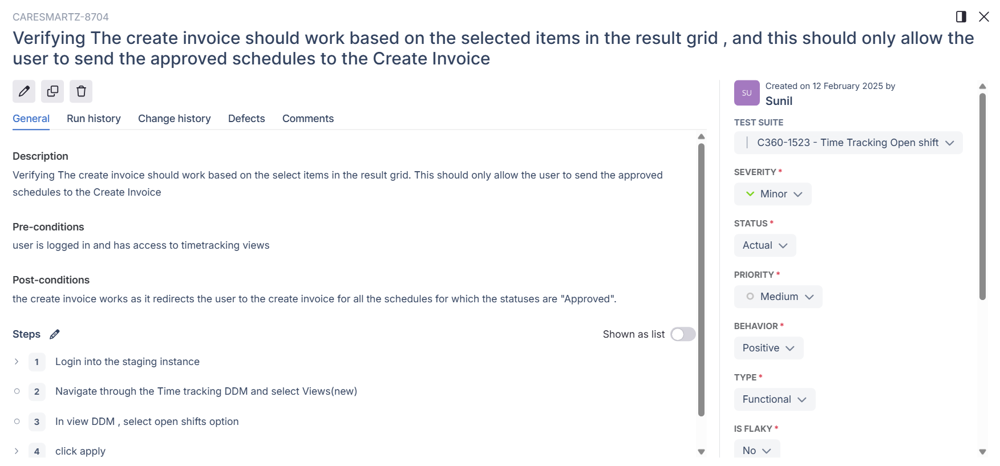 CARESMARTZ-8704
Verifying The create invoice should work based on the selected items in the result grid , and this should only allow the
user to send the approved schedules to the Create Invoice
General Run history Change history Defects Comments
Description
Verifying The create invoice should work based on the select items in the result grid. This should only allow the user to send the approved
schedules to the Create Invoice
Pre-conditions
user is logged in and has access to timetracking views
Post-conditions
the create invoice works as it redirects the user to the create invoice for all the schedules for which the statuses are "Approved".
Steps
Shown as list
1 Login into the staging instance
2 Navigate through the Time tracking DDM and select Views(new)
3 In view DDM , select open shifts option
4 click apply
SU
Created on 12 February 2025 by
Sunil
TEST SUITE
C360-1523 - Time Tracking Open shift
SEVERITY *
Minor
STATUS *
Actual
PRIORITY *
Medium
BEHAVIOR *
Positive
TYPE *
Functional
IS FLAKY *
No